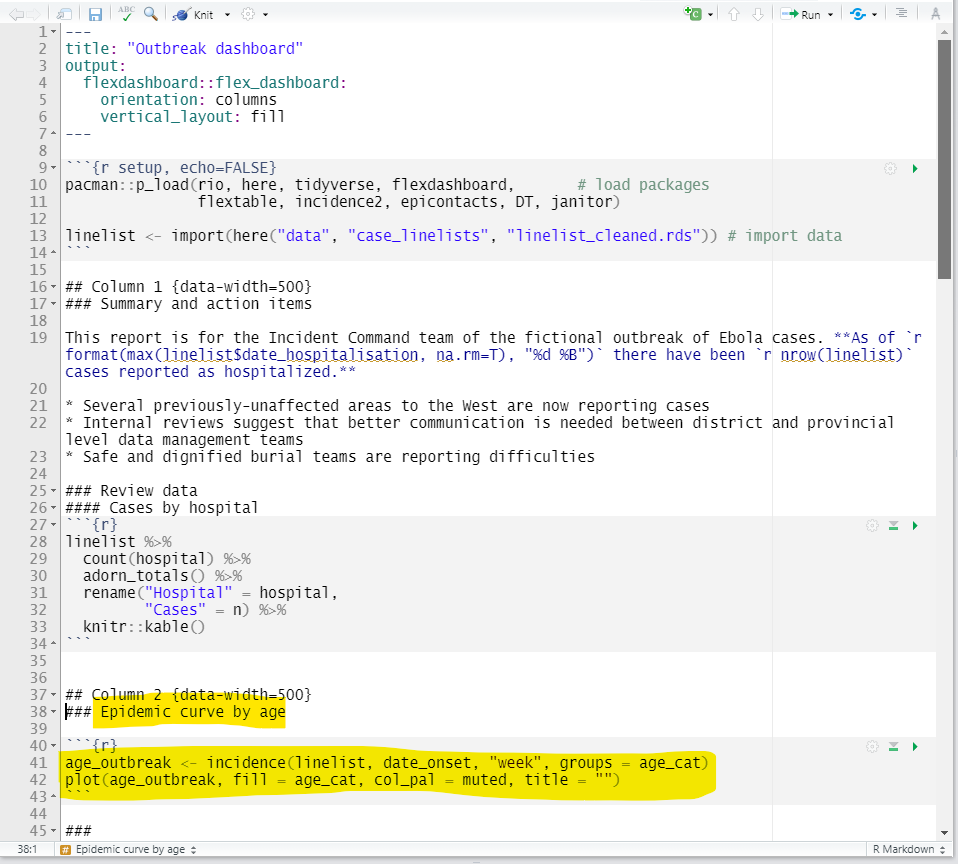 ABC
Knit
Run
1 ---
2 title: "Outbreak dashboard"
3 output:
4   flexdashboard::flex_dashboard:
5     orientation: columns
6     vertical_layout: fill
7 ---
8
9 ```{r setup, echo=FALSE}
10 pacman::p_load(rio, here, tidyverse, flexdashboard,       # load packages
11                flextable, incidence2, epicontacts, DT, janitor)
12
13 linelist <- import(here("data", "case_linelists", "linelist_cleaned.rds")) # import data
14 ```
15
16 ## Column 1 {data-width=500}
17 ### Summary and action items
18
19 This report is for the Incident Command team of the fictional outbreak of Ebola cases. **As of `r
format(max(linelist$date_hospitalisation, na.rm=T), "%d %B")` there have been `r nrow(linelist)`
cases reported as hospitalized.**
20
21 * Several previously-unaffected areas to the West are now reporting cases
22 * Internal reviews suggest that better communication is needed between district and provincial
level data management teams
23 * Safe and dignified burial teams are reporting difficulties
24
25 ### Review data
26 #### Cases by hospital
27 ```{r}
28 linelist %>%
29   count(hospital) %>%
30   adorn_totals() %>%
31   rename("Hospital" = hospital,
32          "Cases" = n) %>%
33   knitr::kable()
34 ```
35
36
37 ## Column 2 {data-width=500}
38 ### Epidemic curve by age
39
40 ```{r}
41 age_outbreak <- incidence(linelist, date_onset, "week", groups = age_cat)
42 plot(age_outbreak, fill = age_cat, col_pal = muted, title = "")
43 ```
44
45 ###
38:1 # Epidemic curve by age
R Markdown